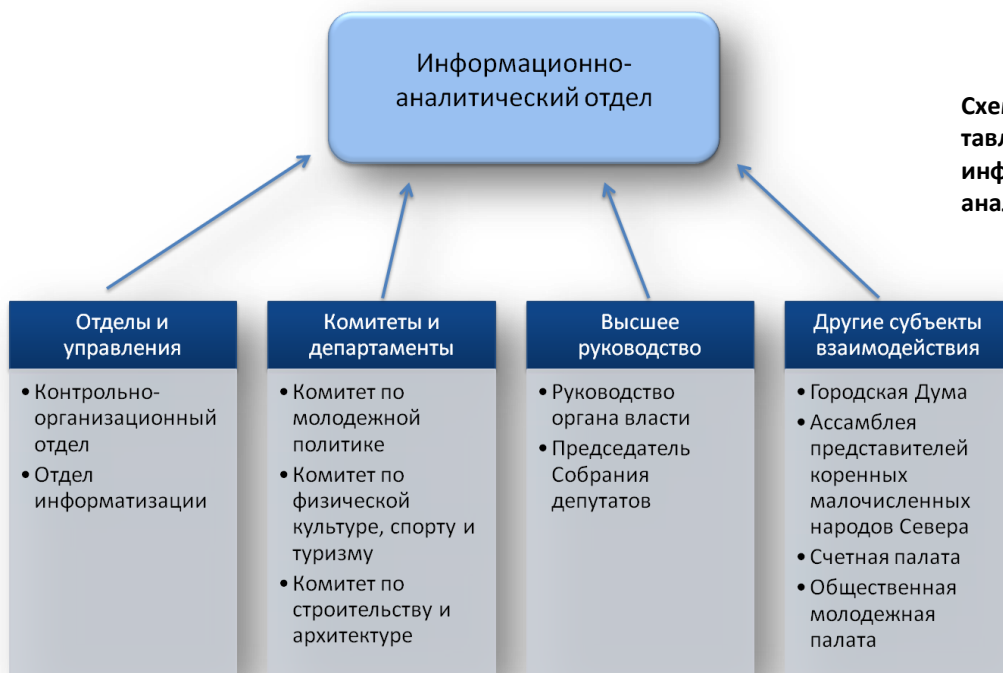 Информационно-
аналитический отдел
Отделы и
управления
• Контрольно-
организационный
отдел
• Отдел
информатизации
Комитеты и
департаменты
• Комитет по
молодежной
политике
• Комитет по
физической
культуре, спорту и
туризму
• Комитет по
строительству и
архитектуре
Высшее
руководство
• Руководство
органа власти
• Председатель
Собрания
депутатов
Другие субъекты
взаимодействия
• Городская Дума
• Ассамблея
представителей
коренных
малочисленных
народов Севера
• Счетная палата
• Общественная
молодежная
палата